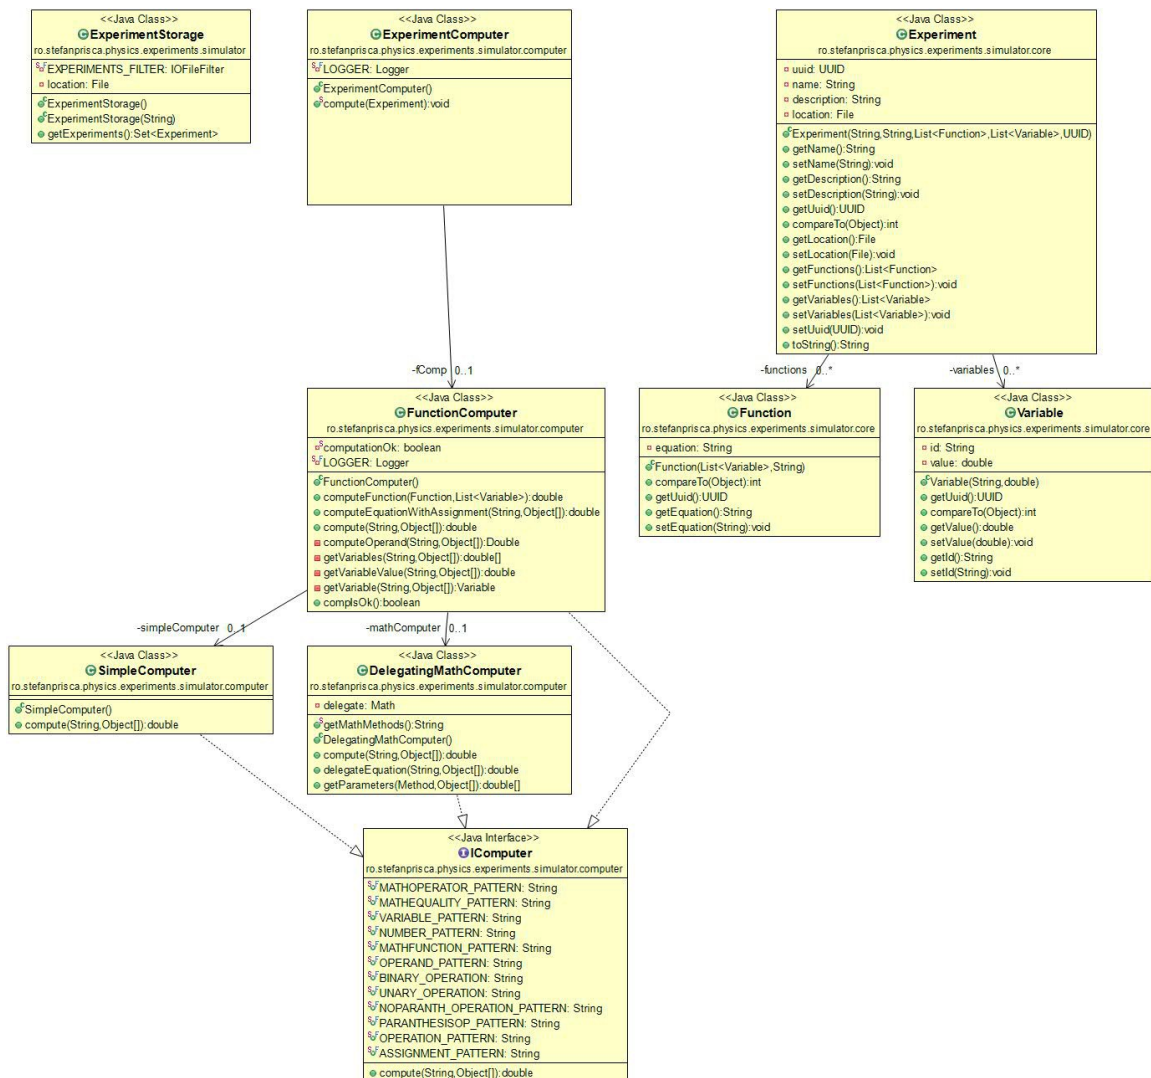 <<Java Class>>
ExperimentStorage
ro.stefanprisca.physics.experiments.simulator
EXPERIMENTS_FILTER: IOFileFilter
location: File
ExperimentStorage()
ExperimentStorage(String)
getExperiments():Set<Experiment>
<<Java Class>>
ExperimentComputer
ro.stefanprisca.physics.experiments.simulator.computer
LOGGER: Logger
ExperimentComputer()
compute(Experiment):void
<<Java Class>>
Experiment
ro.stefanprisca.physics.experiments.simulator.core
uuid: UUID
name: String
description: String
location: File
Experiment(String,String,List<Function>,List<Variable>,UUID)
getName():String
setName(String):void
getDescription():String
setDescription(String):void
getUuid():UUID
compareTo(Object):int
getLocation():File
setLocation(File):void
getFunctions():List<Function>
setFunctions(List<Function>):void
getVariables():List<Variable>
setVariables(List<Variable>):void
setUuid(UUID):void
toString():String
-fComp 0..1
-functions 0..*
-variables 0..*
<<Java Class>>
FunctionComputer
ro.stefanprisca.physics.experiments.simulator.computer
computationOk: boolean
LOGGER: Logger
FunctionComputer()
computeFunction(Function,List<Variable>):double
computeEquationWithAssignment(String,Object[]):double
compute(String,Object[]):double
computeOperand(String,Object[]):Double
getVariables(String,Object[]):double[]
getVariableValue(String,Object[]):double
getVariable(String,Object[]):Variable
compIsOk():boolean
<<Java Class>>
Function
ro.stefanprisca.physics.experiments.simulator.core
equation: String
Function(List<Variable>,String)
compareTo(Object):int
getUuid():UUID
getEquation():String
setEquation(String):void
<<Java Class>>
Variable
ro.stefanprisca.physics.experiments.simulator.core
id: String
value: double
Variable(String,double)
getUuid():UUID
compareTo(Object):int
getValue():double
setValue(double):void
getId():String
setId(String):void
-simpleComputer 0..1
-mathComputer 0..1
<<Java Class>>
SimpleComputer
ro.stefanprisca.physics.experiments.simulator.computer
SimpleComputer()
compute(String,Object[]):double
<<Java Class>>
DelegatingMathComputer
ro.stefanprisca.physics.experiments.simulator.computer
delegate: Math
getMathMethods():String
DelegatingMathComputer()
compute(String,Object[]):double
delegateEquation(String,Object[]):double
getParameters(Method,Object[]):double[]
<<Java Interface>>
IComputer
ro.stefanprisca.physics.experiments.simulator.computer
MATHOPERATOR_PATTERN: String
MATHEQUALITY_PATTERN: String
VARIABLE_PATTERN: String
NUMBER_PATTERN: String
MATHFUNCTION_PATTERN: String
OPERAND_PATTERN: String
BINARY_OPERATION: String
UNARY_OPERATION: String
NOPARANTH_OPERATION_PATTERN: String
PARANTHESISOP_PATTERN: String
OPERATION_PATTERN: String
ASSIGNMENT_PATTERN: String
compute(String,Object[]):double